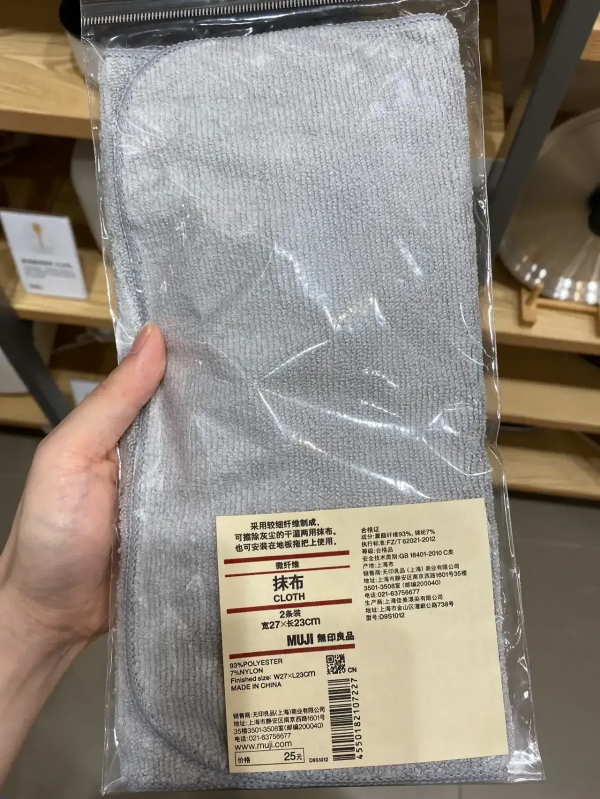 采用较细纤维制成。
可擦除灰尘的干湿两用抹布。
也可安装在地板拖把上使用。
微纤维
抹布
CLOTH
2条装
宽27×长23cm
MUJI 無印良品
93%POLYESTER
7%NYLON
Finished size: W27×L23cm
MADE IN CHINA
CN
销售商:无印良品(上海)商业有限公司
地址:上海市静安区南京西路1601号
35楼3501-3508室(邮编200040)
电话:021-63756677
www.muji.com
价格 25元
D9S1012
4550182107227
合格证
成分:聚酯纤维93%, 锦纶7%
执行标准:FZ/T 62021-2012
等级:合格品
安全技术类别:GB 18401-2010 C类
产地:上海市
销售商:无印良品(上海)商业有限公司
地址:上海市静安区南京西路1601号35楼
3501-3508室(邮编200040)
电话:021-63756677
生产商:上海佳奎漂染有限公司
地址:上海市金山区漕廊公路738号
型号:D9S1012